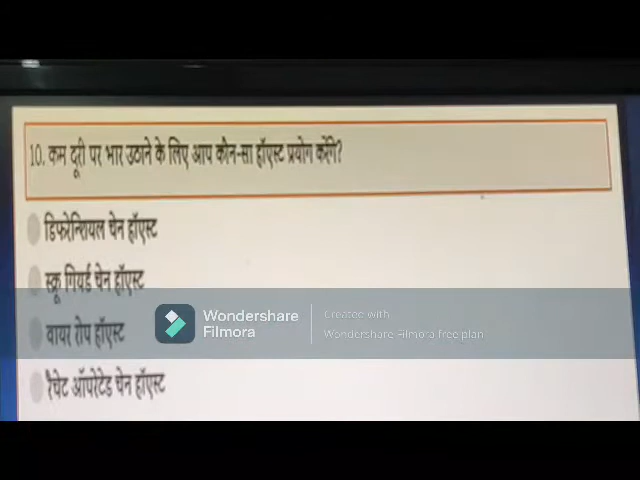 10. कम दूरी पर भार उठाने के लिए आप कौन-सा हॉएस्ट प्रयोग करेंगे?
डिफरेन्शियल चेन हॉएस्ट
स्क्रू गियर्ड चेन हॉएस्ट
वायर रोप हॉएस्ट
रैचेट ऑपरेटेड चेन हॉएस्ट
Wondershare
Filmora
Created with
Wondershare Filmora free plan